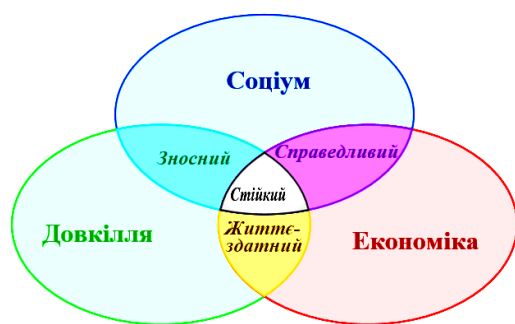 Соціум
Зносний
Справедливий
Стійкий
Довкілля
Життє-
здатний
Економіка